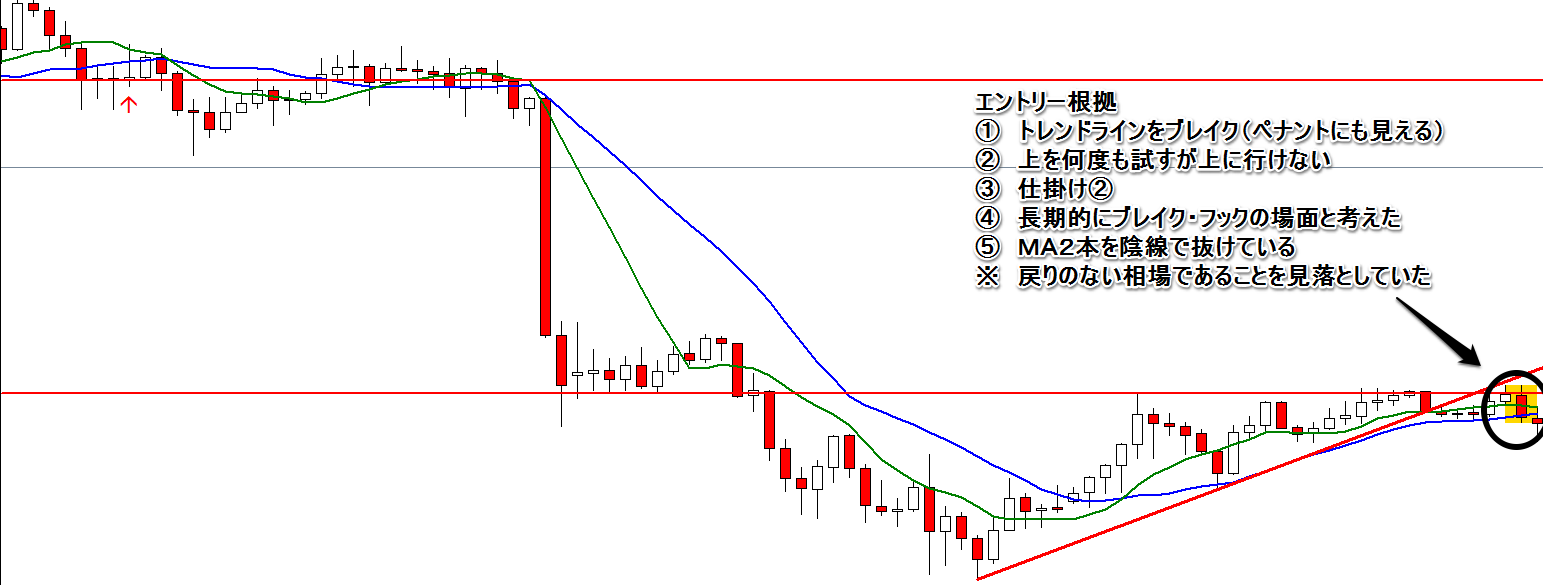 エントリー根拠
① トレンドラインをブレイク（ペナントにも見える）
② 上を何度も試すが上に行けない
③ 仕掛け②
④ 長期的にブレイク・フックの場面と考えた
⑤ ＭＡ２本を陰線で抜けている
※ 戻りのない相場であることを見落としていた